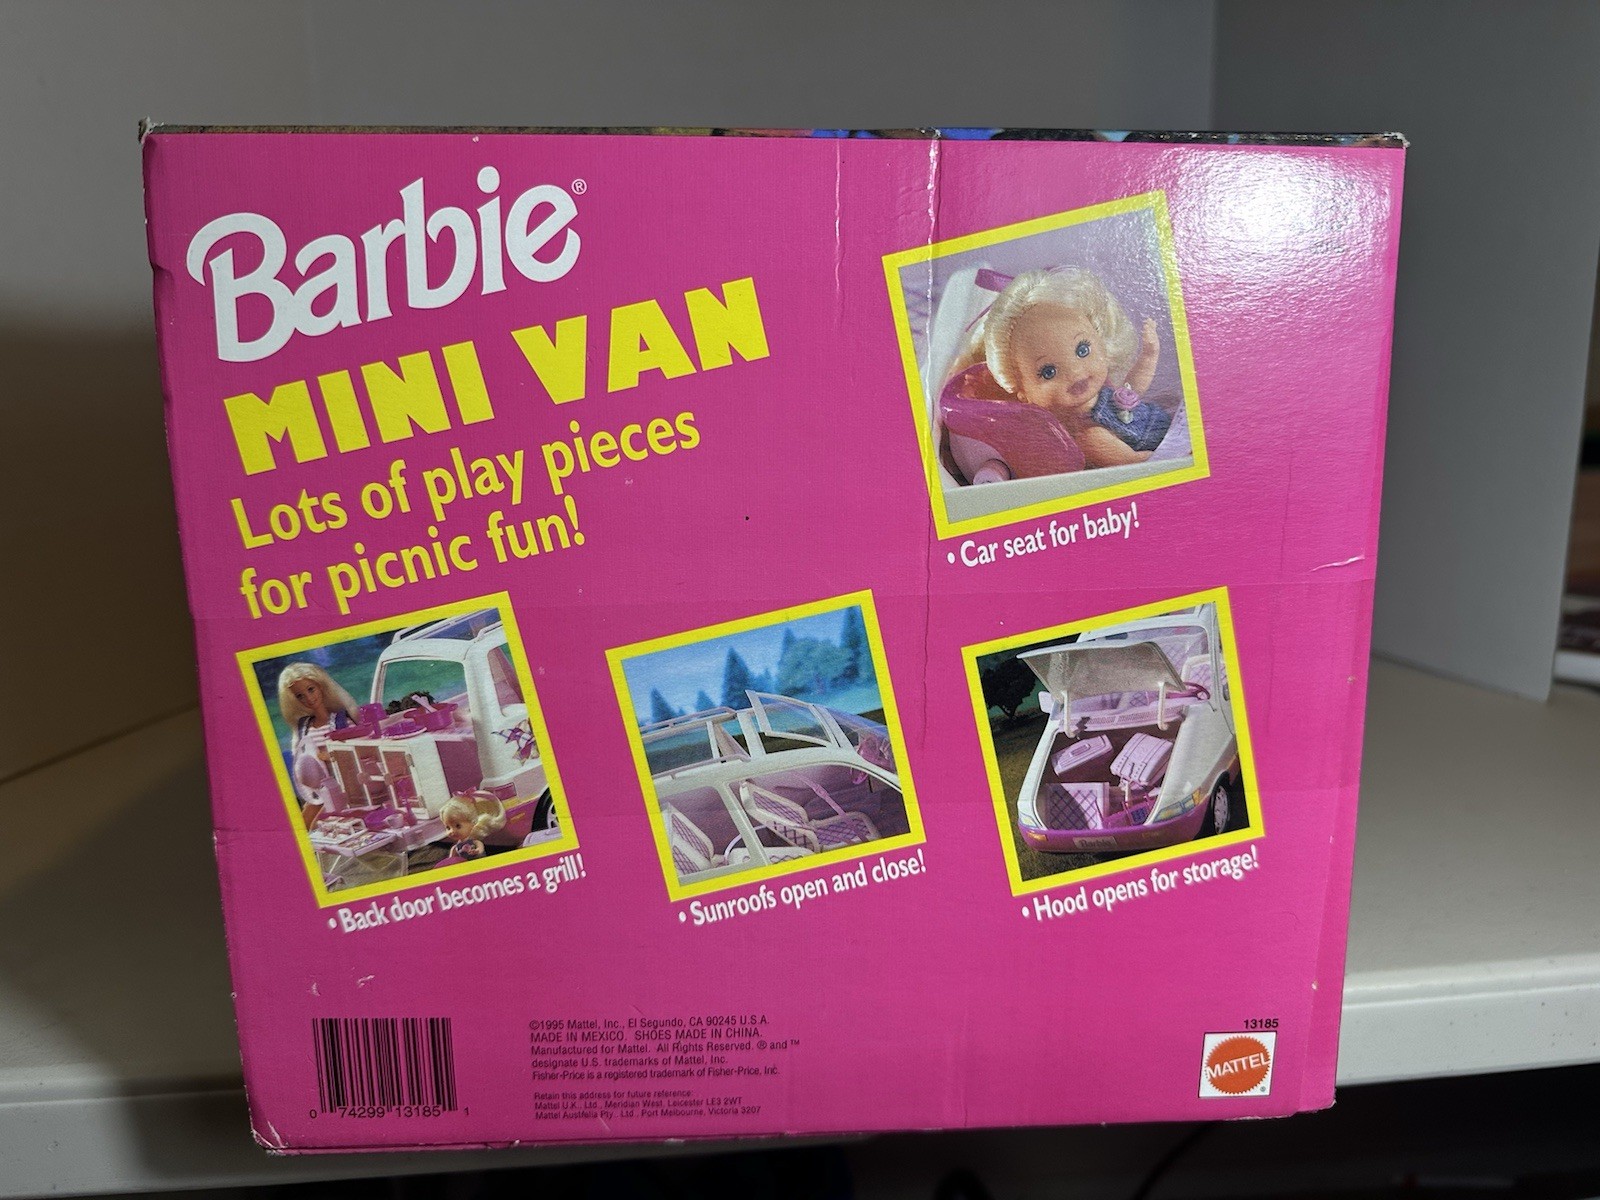 Barbie®
MINI VAN
Lots of play pieces
for picnic fun!
• Car seat for baby!
• Back door becomes a grill!
• Sunroofs open and close!
• Hood opens for storage!
0 74299 13185 1
©1995 Mattel, Inc., El Segundo, CA 90245 U.S.A.
MADE IN MEXICO. SHOES MADE IN CHINA.
Manufactured for Mattel. All Rights Reserved. ® and ™
designate U.S. trademarks of Mattel, Inc.
Fisher-Price is a registered trademark of Fisher-Price, Inc.
Retain this address for future reference:
Mattel U.K. Ltd., Meridian West, Leicester LE3 2WT
Mattel Australia Pty. Ltd., Port Melbourne, Victoria 3207
13185
MATTEL®